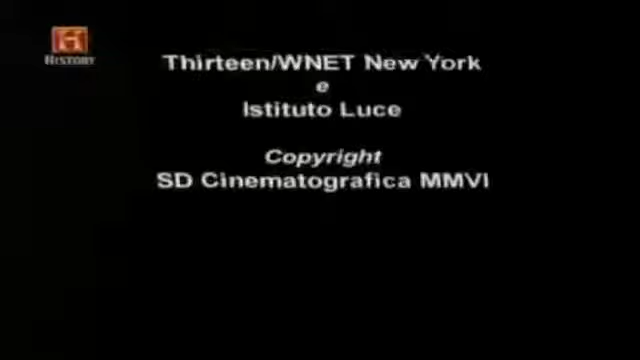 H
HISTORY
Thirteen/WNET New York
e
Istituto Luce
Copyright
SD Cinematografica MMVI